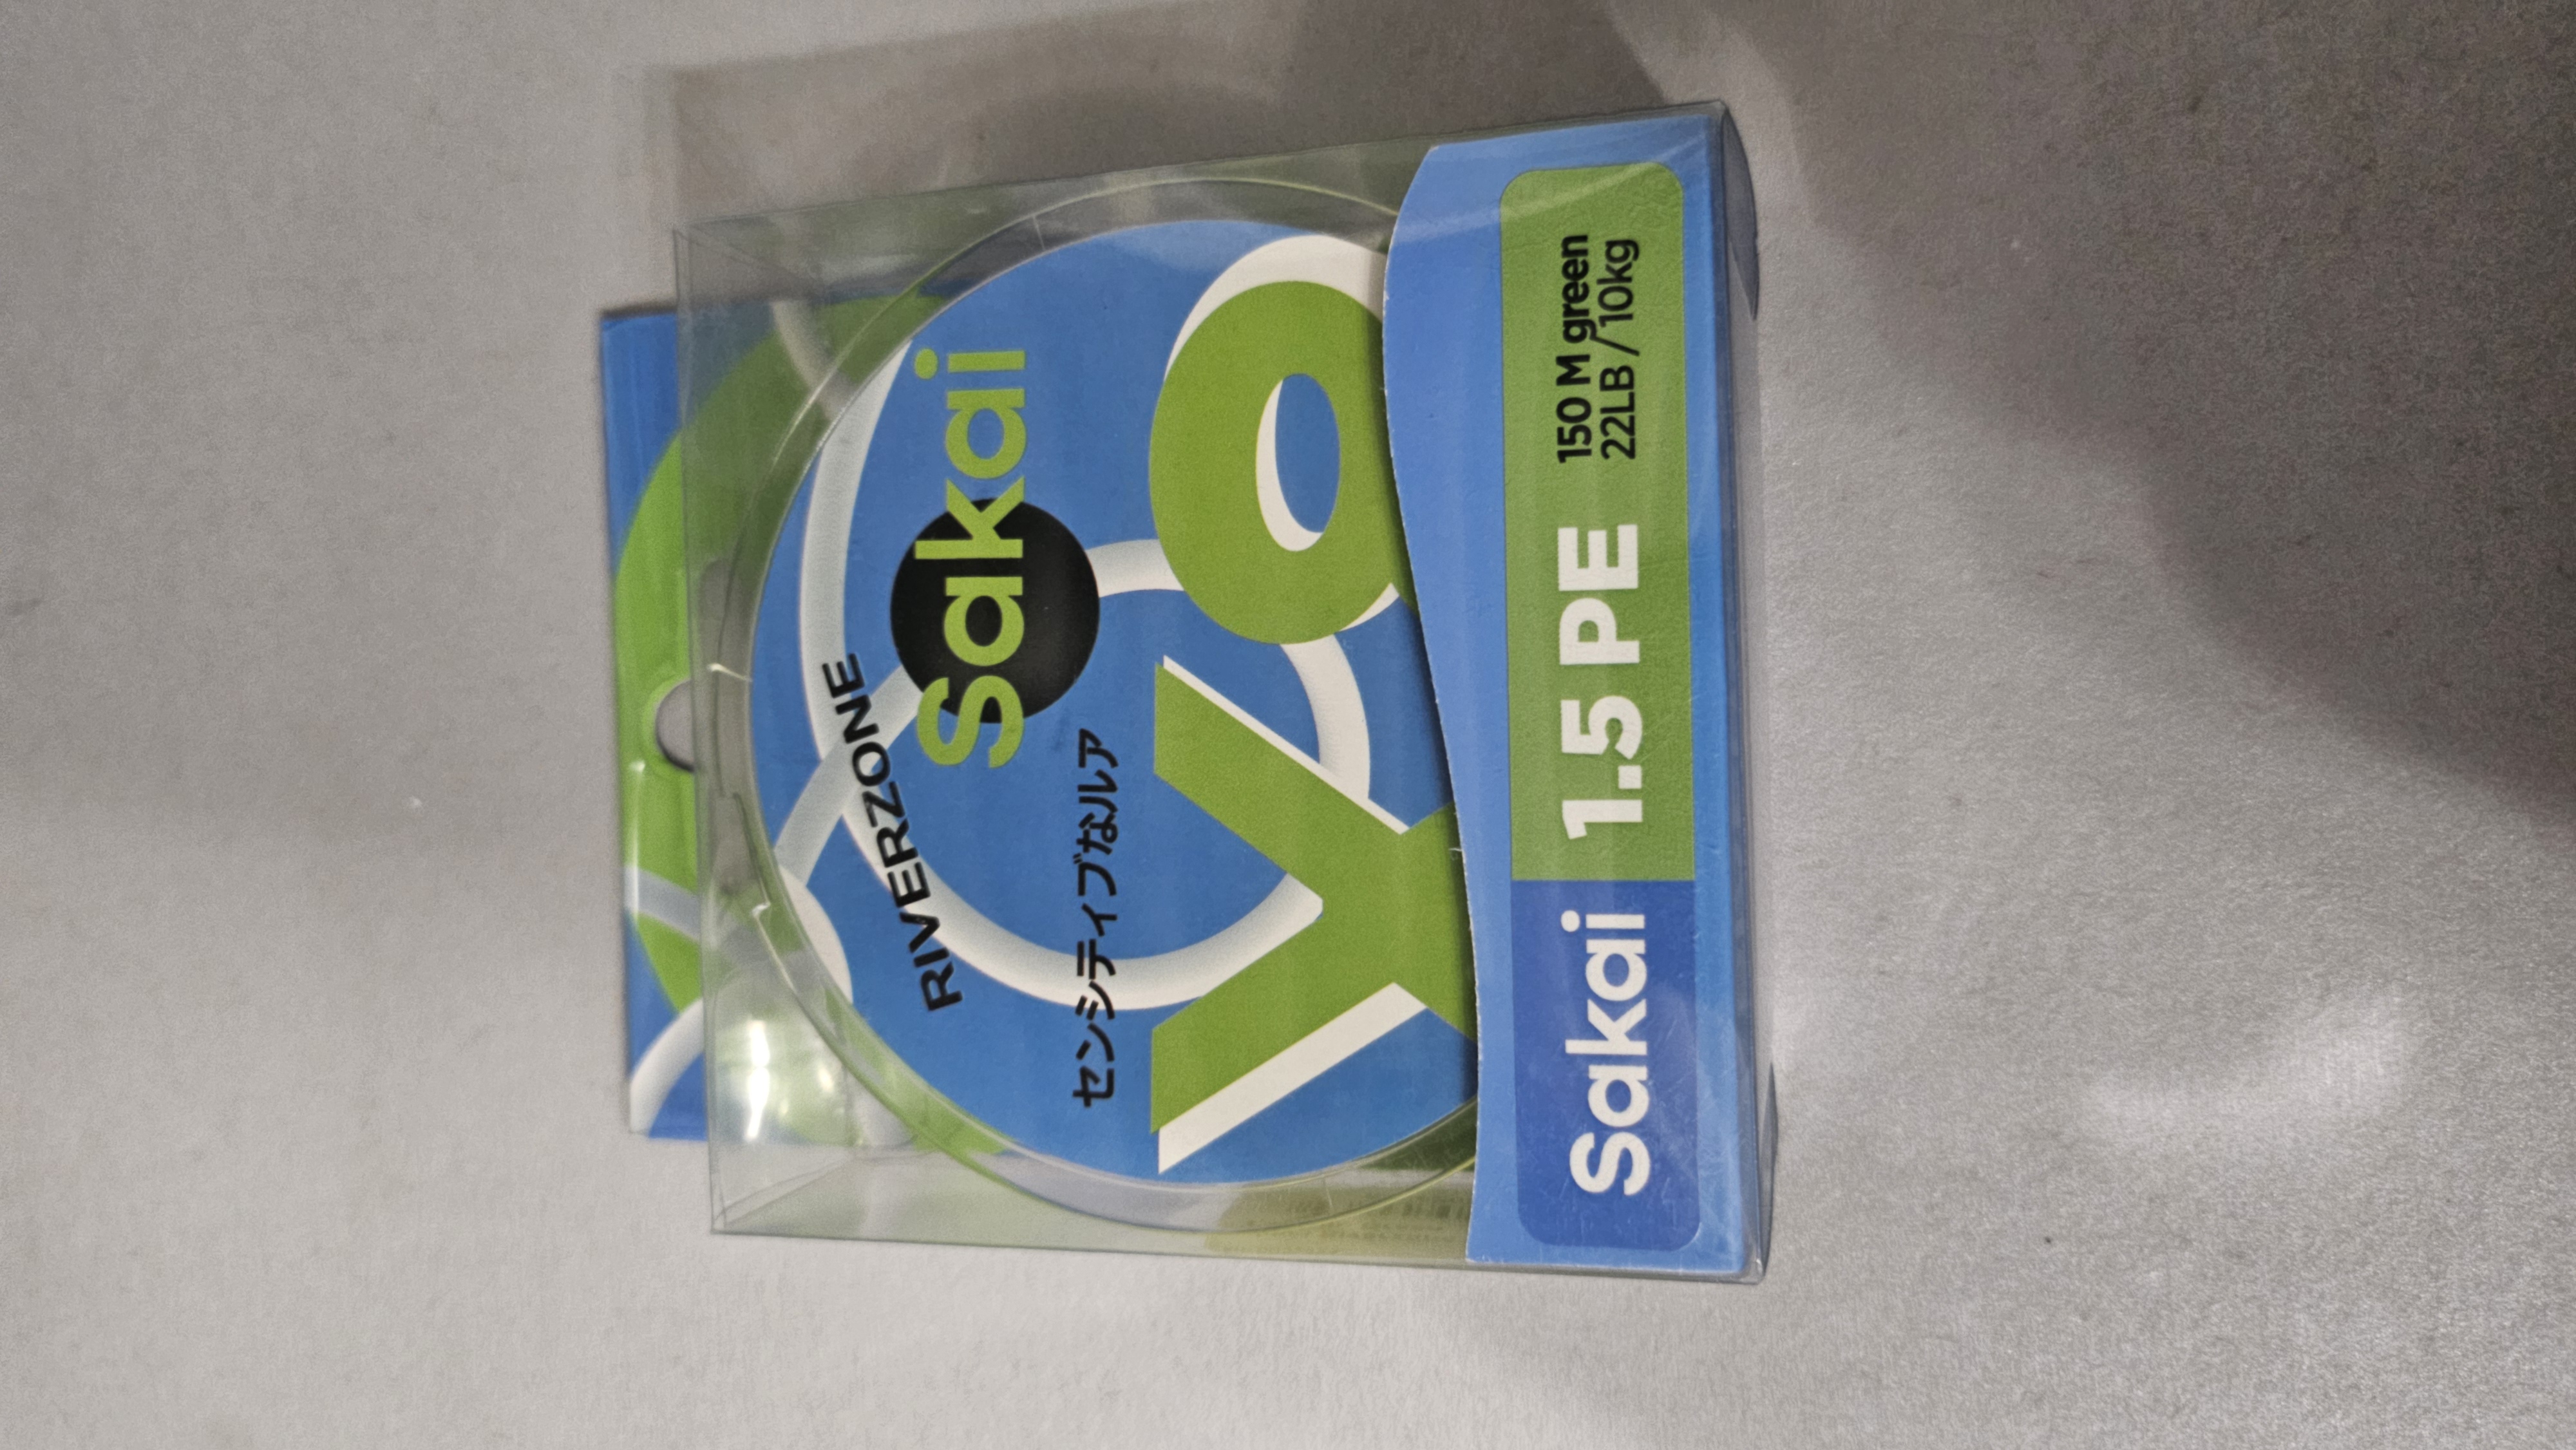 RIVERZONE
Sakai
センシティブなルア
Sakai
1.5 PE
150 M green
22LB/10kg